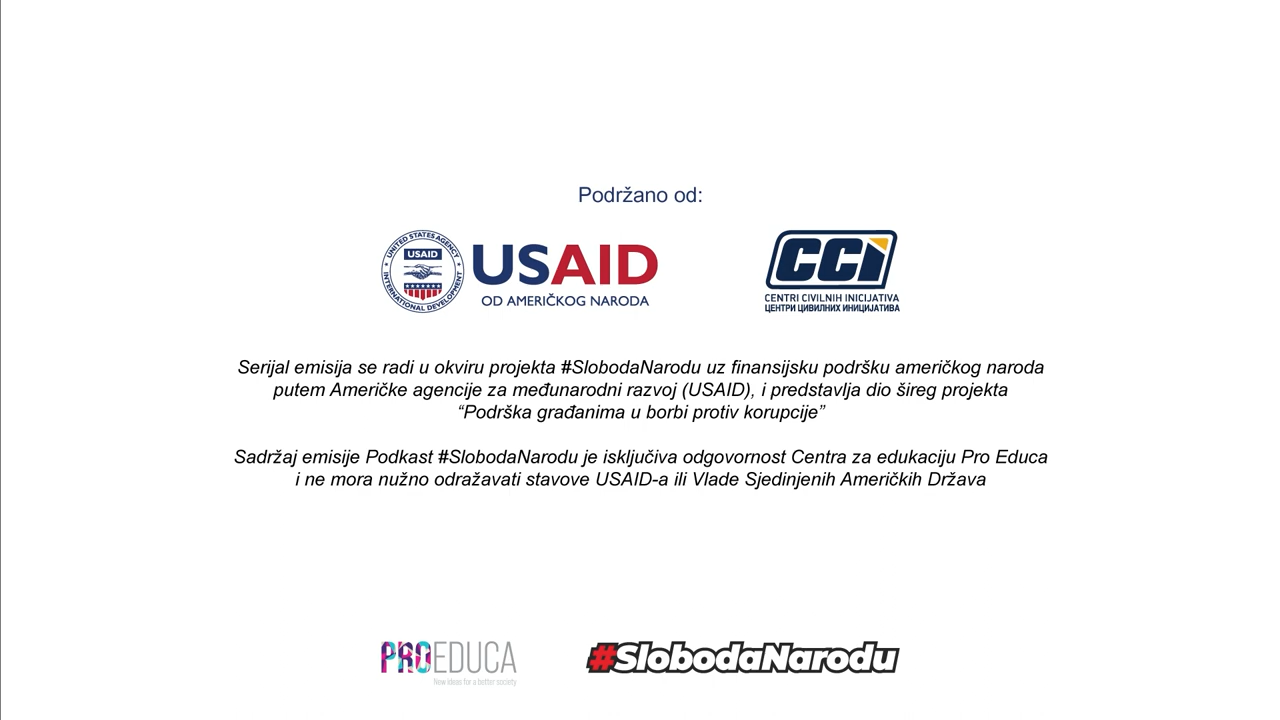 Podržano od:
UNITED STATES AGENCY
USAID
INTERNATIONAL DEVELOPMENT
USAID
OD AMERIČKOG NARODA
CCI
CENTRI CIVILNIH INICIJATIVA
ЦЕНТРИ ЦИВИЛНИХ ИНИЦИЈАТИВА
Serijal emisija se radi u okviru projekta #SlobodaNarodu uz finansijsku podršku američkog naroda
putem Američke agencije za međunarodni razvoj (USAID), i predstavlja dio šireg projekta
“Podrška građanima u borbi protiv korupcije”
Sadržaj emisije Podkast #SlobodaNarodu je isključiva odgovornost Centra za edukaciju Pro Educa
i ne mora nužno odražavati stavove USAID-a ili Vlade Sjedinjenih Američkih Država
PROEDUCA
New ideas for a better society
#SlobodaNarodu